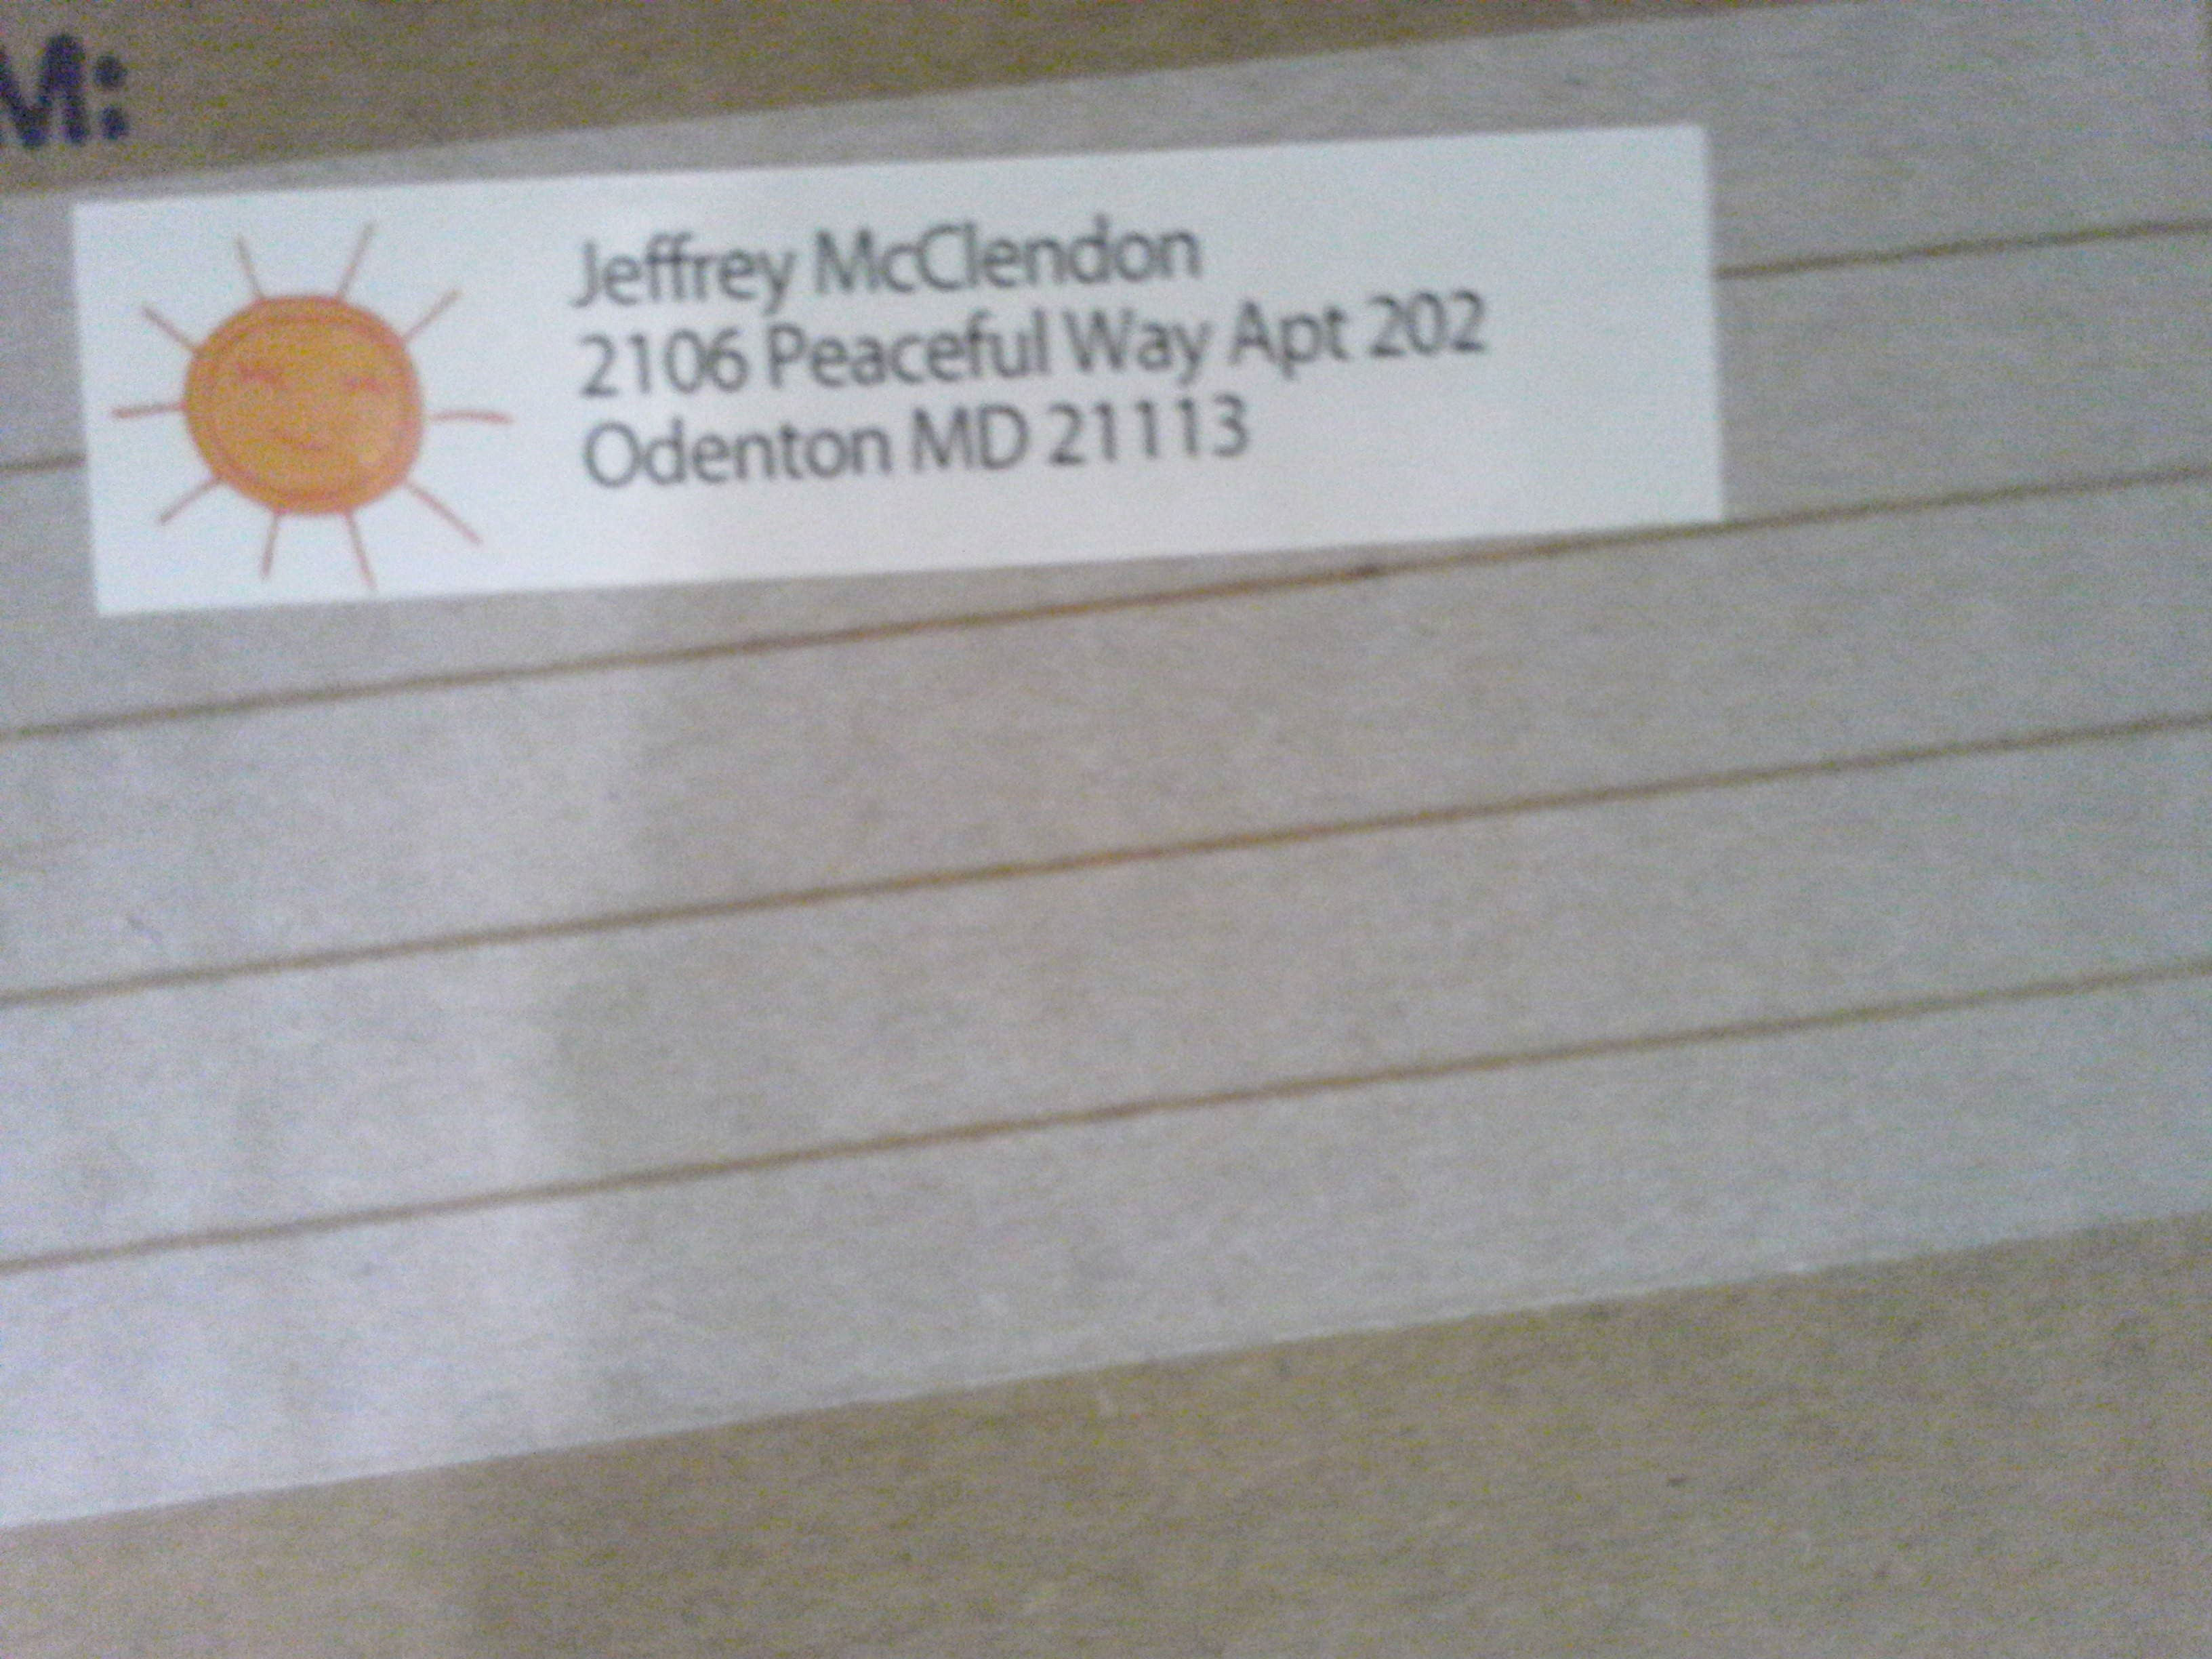 M:
Jeffrey McClendon
2106 Peaceful Way Apt 202
Odenton MD 21113